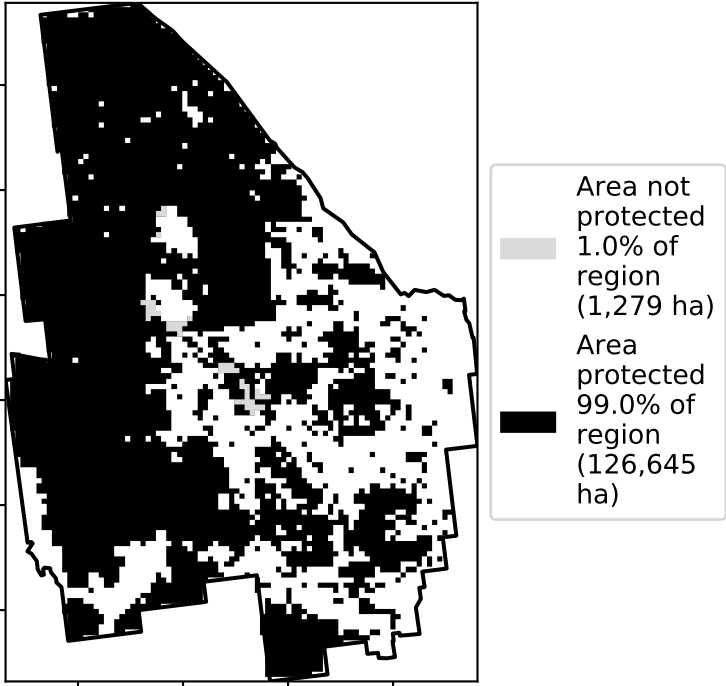 Area not
protected
1.0% of
region
(1,279 ha)
Area
protected
99.0% of
region
(126,645
ha)